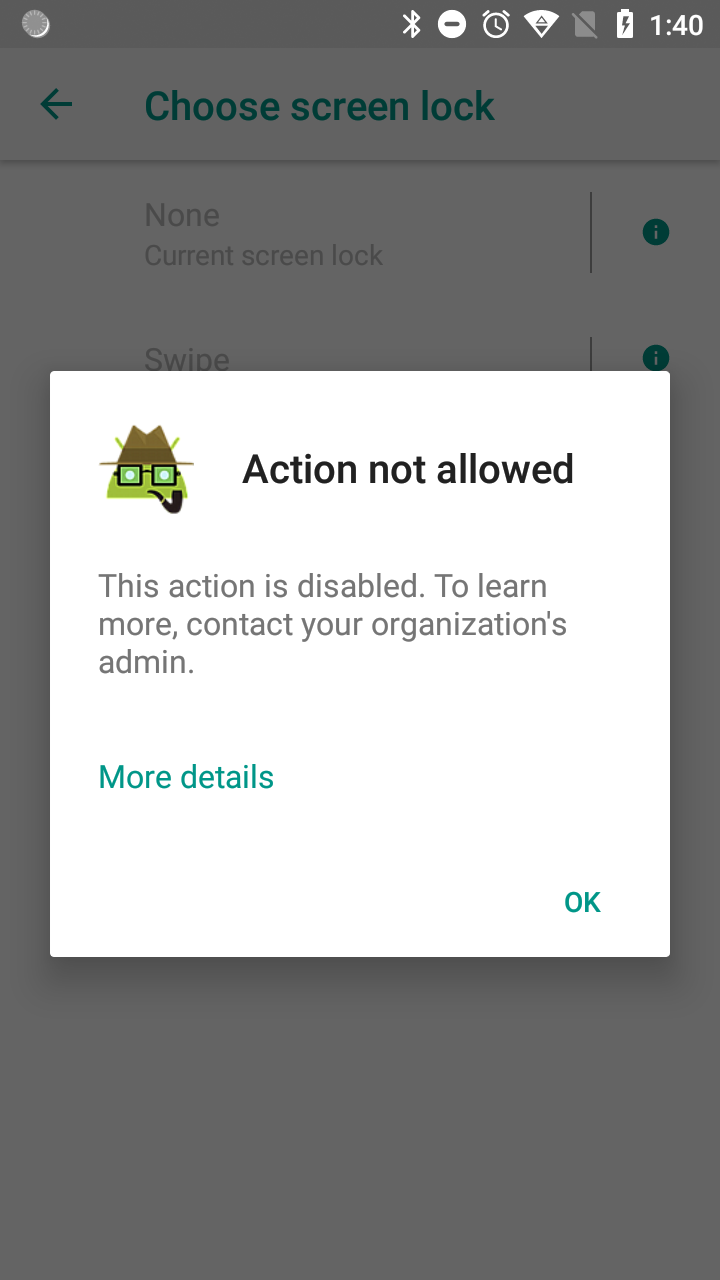 1:40
Choose screen lock
None
Current screen lock
Swipe
Action not allowed
This action is disabled. To learn
more, contact your organization's
admin.
More details
OK